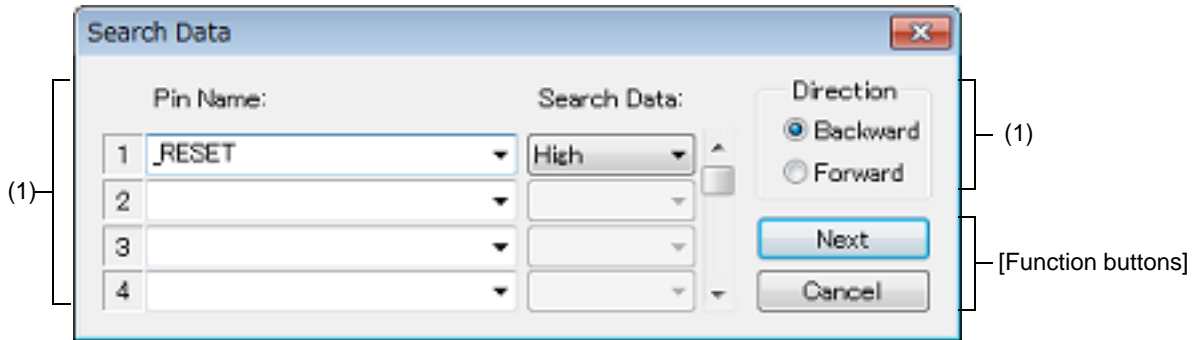 Search Data
Pin Name: Search Data: Direction
1 _RESET High Backward
2 Forward
3 Next
4 Cancel
(1)
(1)
[Function buttons]